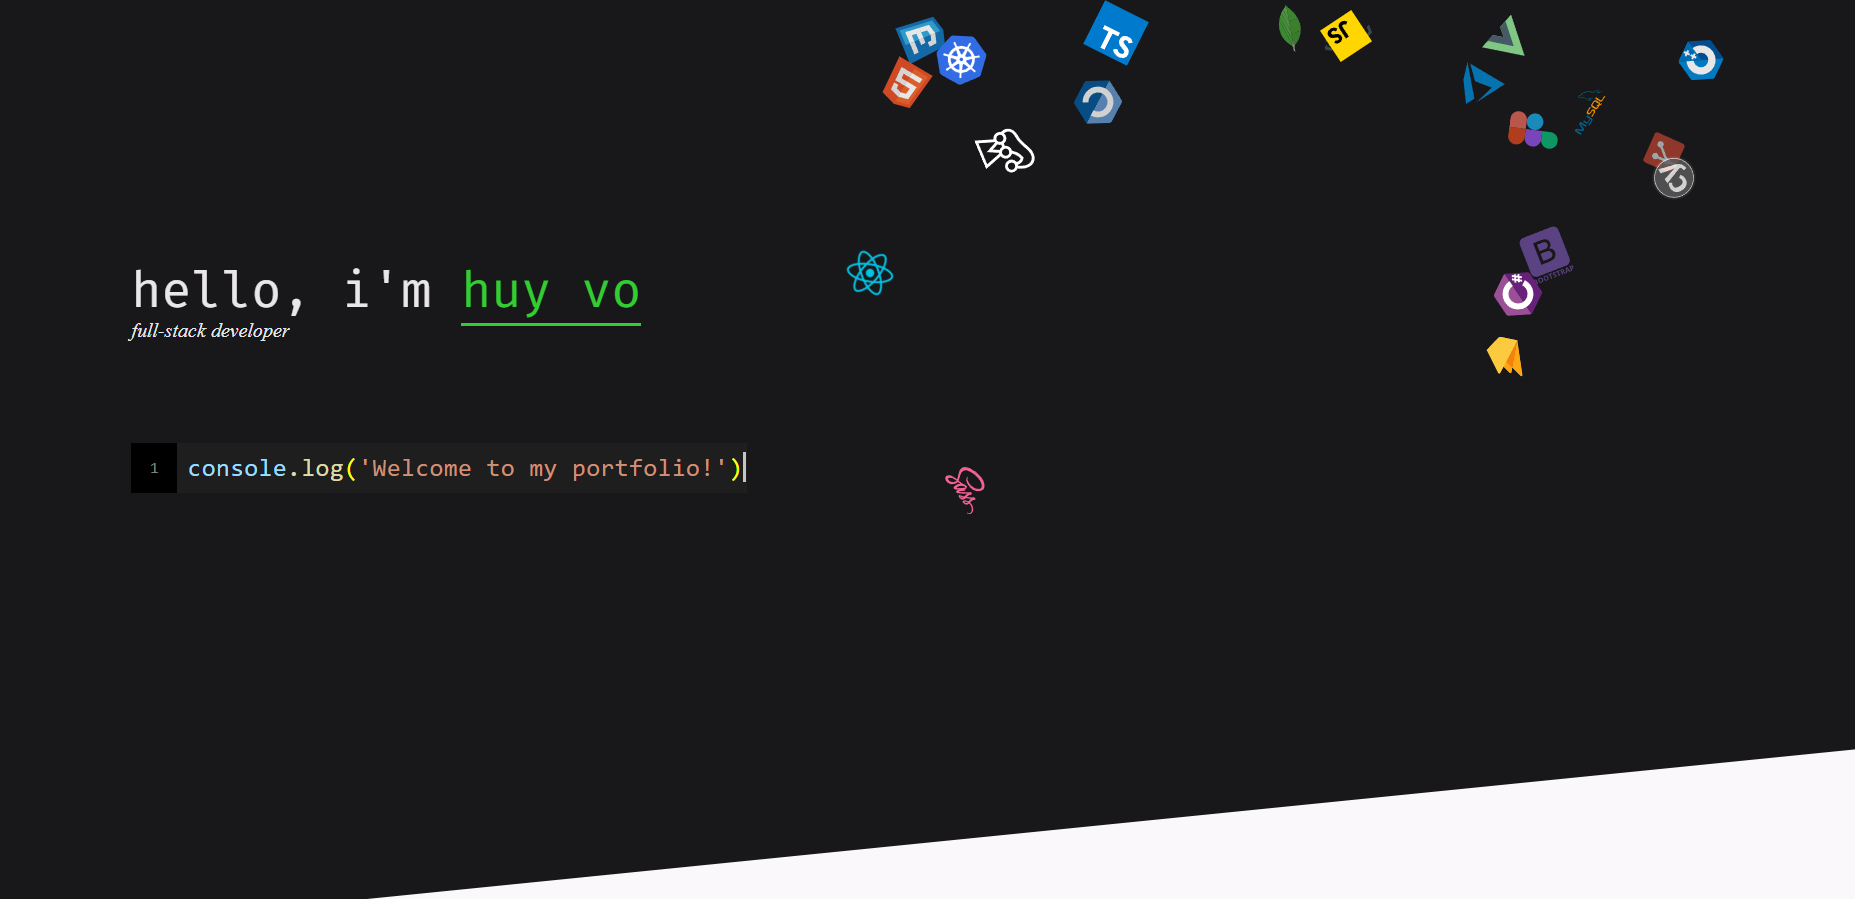 TS
JS
MySQL
B
BOOTSTRAP
#
hello, i'm huy vo
full-stack developer
1 console.log('Welcome to my portfolio!')
Sass